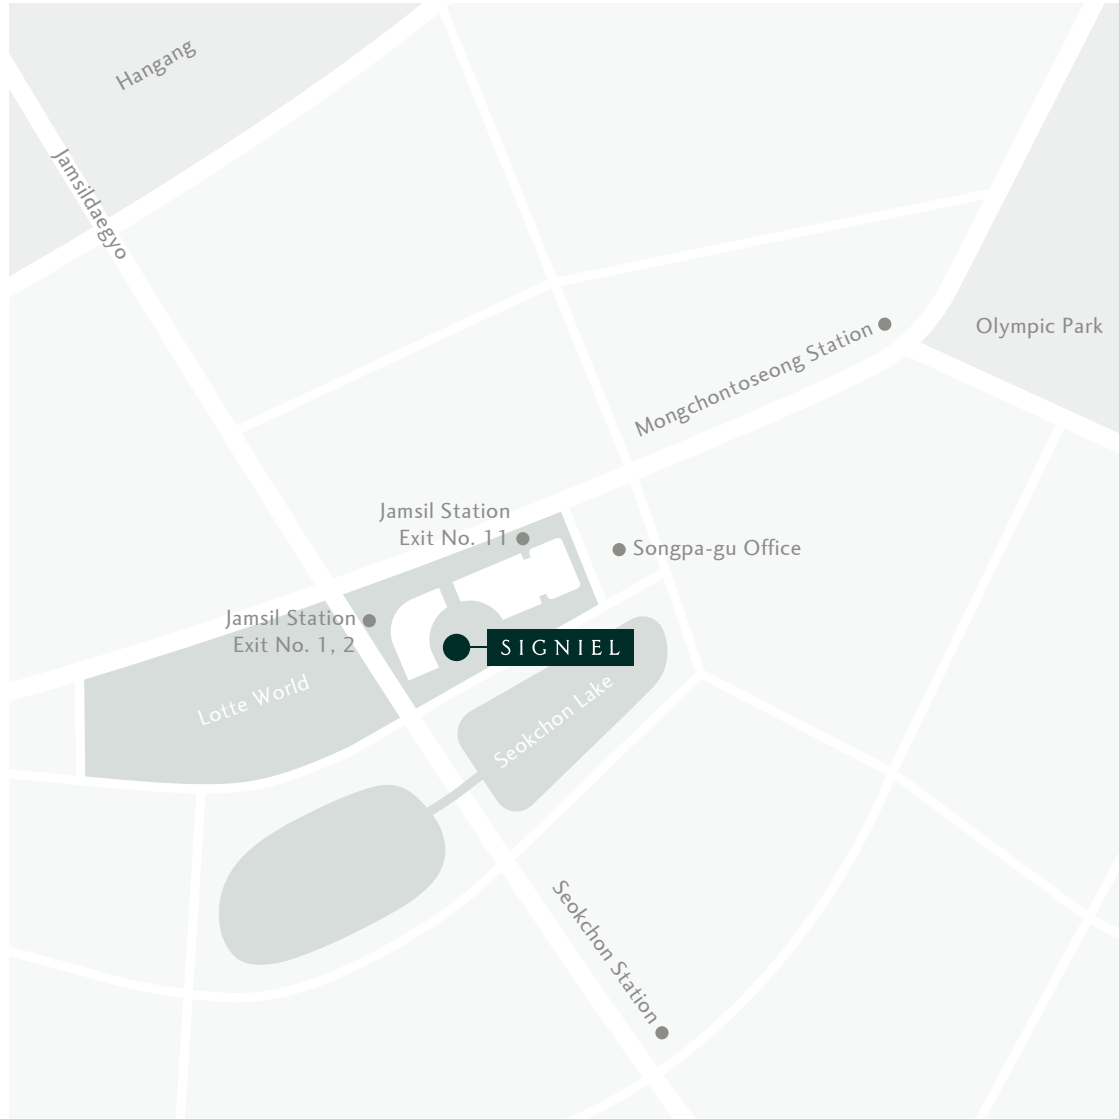 Hangang
Jamsildaegyo
Olympic Park
Mongchontoseong Station
Jamsil Station
Exit No. 11
Songpa-gu Office
Jamsil Station
Exit No. 1, 2
SIGNIEL
Lotte World
Seokchon Lake
Seokchon Station